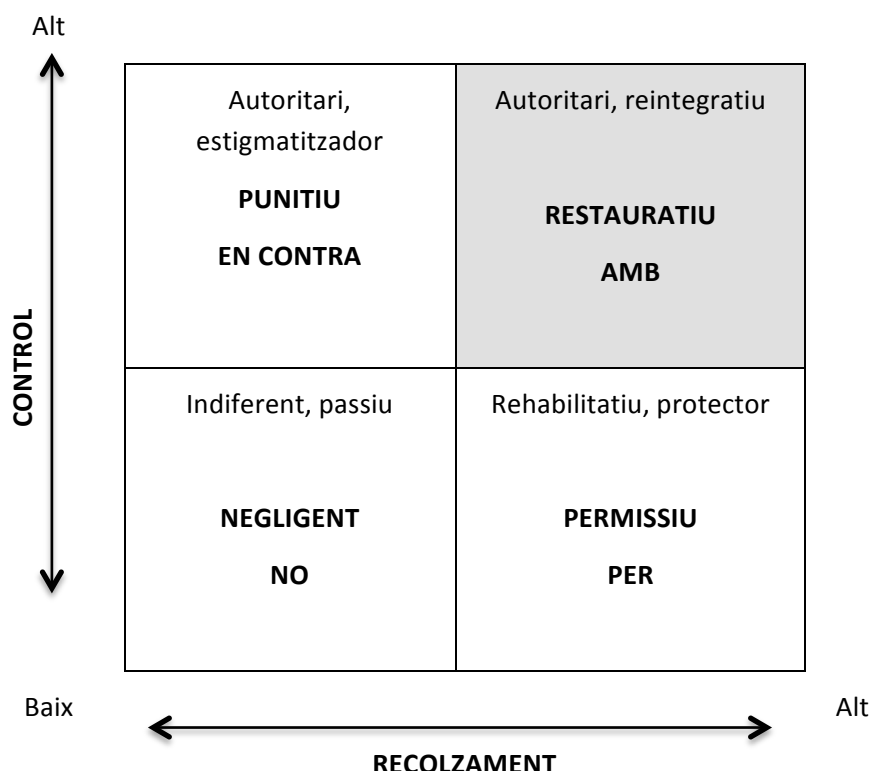 Alt
Autoritari,
estigmatitzador
PUNITIU
EN CONTRA
Autoritari, reintegratiu
RESTAURATIU
AMB
CONTROL
Indiferent, passiu
NEGLIGENT
NO
Rehabilitatiu, protector
PERMISSIU
PER
Baix
Alt
RECOLZAMENT